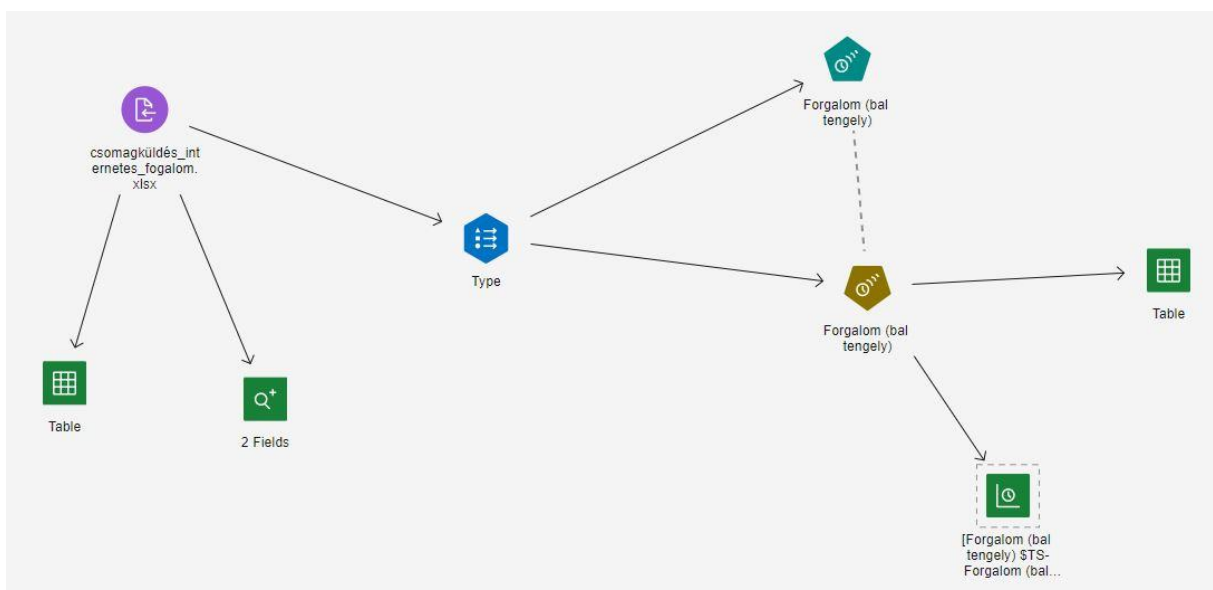 Forgalom (bal
tengely)
csomagküldés_int
ernetes_fogalom.
xlsx
Type
Forgalom (bal
tengely)
Table
Table
2 Fields
[Forgalom (bal
tengely) $TS-
Forgalom (bal...